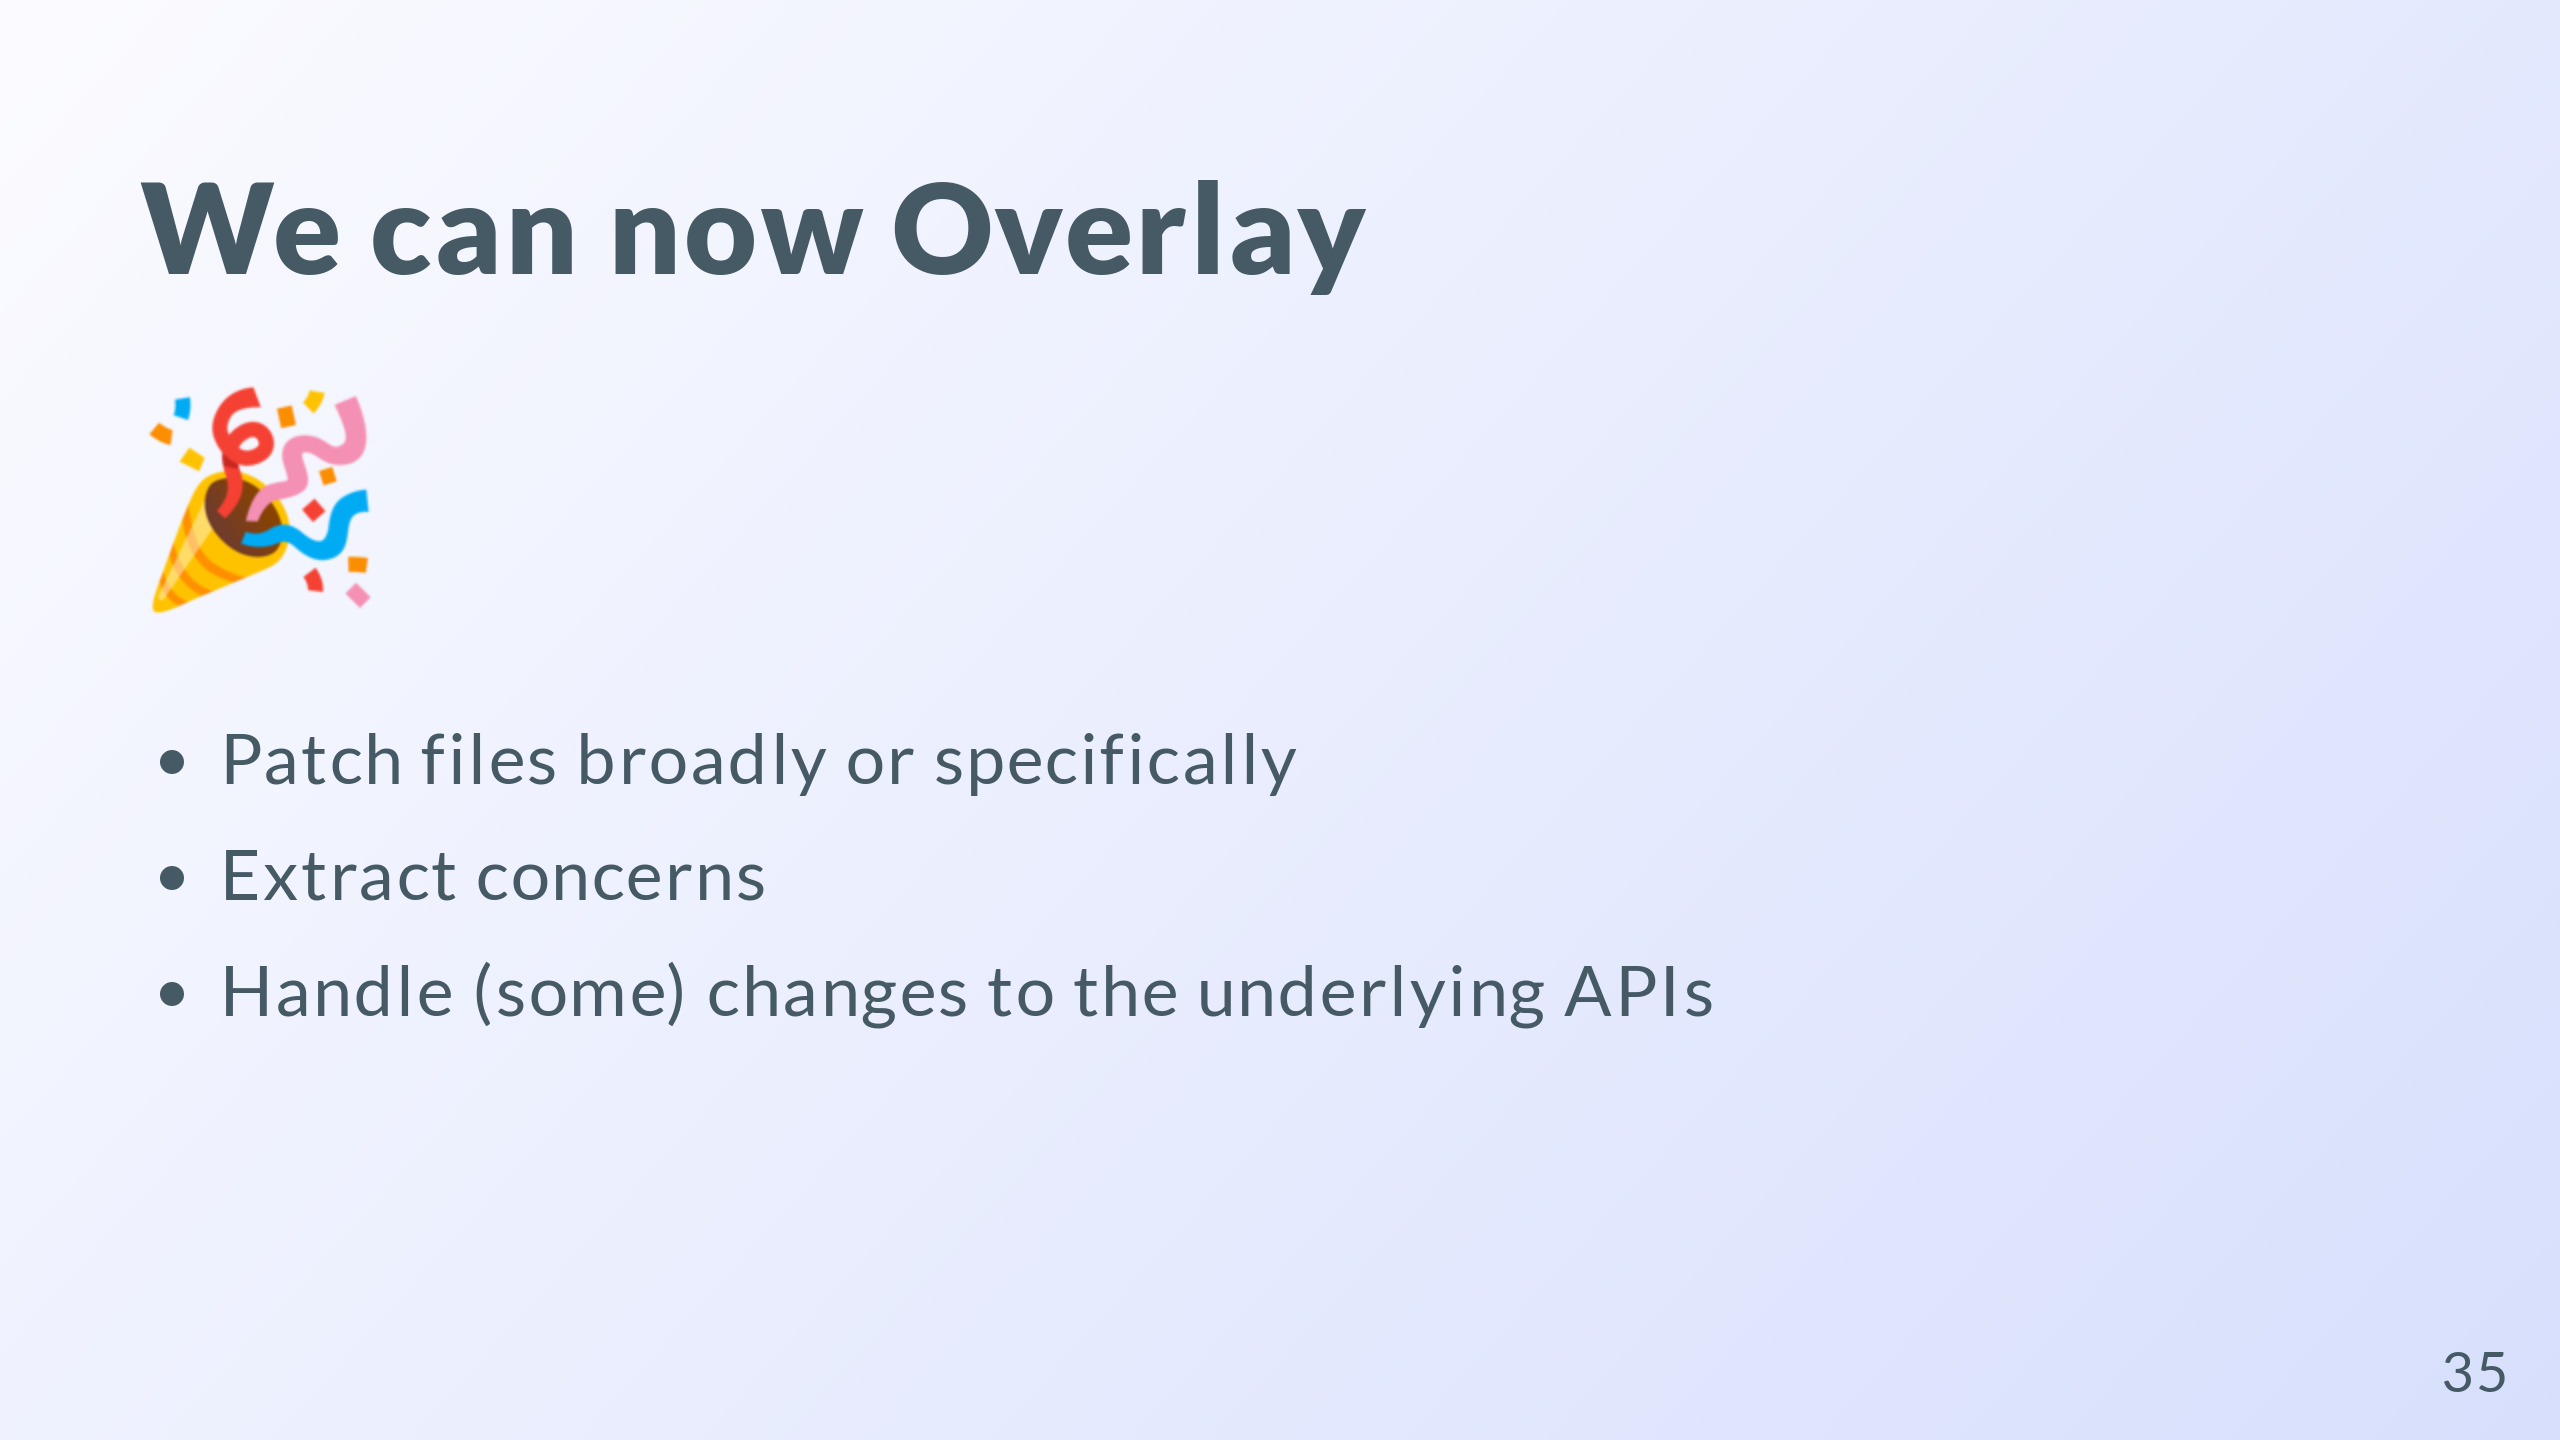 We can now Overlay
🎉
• Patch files broadly or specifically
• Extract concerns
• Handle (some) changes to the underlying APIs
35